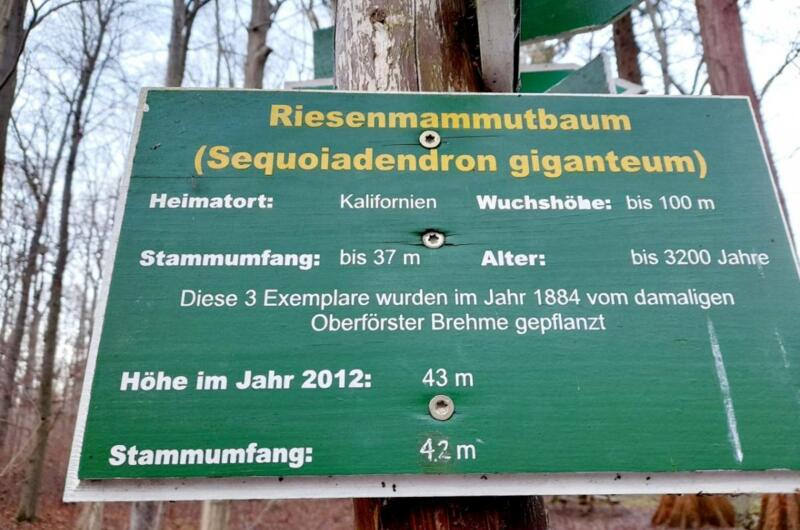 Riesenmammutbaum
(Sequoiadendron giganteum)
Heimatort: Kalifornien Wuchshöhe: bis 100 m
Stammumfang: bis 37 m Alter: bis 3200 Jahre
Diese 3 Exemplare wurden im Jahr 1884 vom damaligen
Oberförster Brehme gepflanzt
Höhe im Jahr 2012: 43 m
Stammumfang: 4,2 m